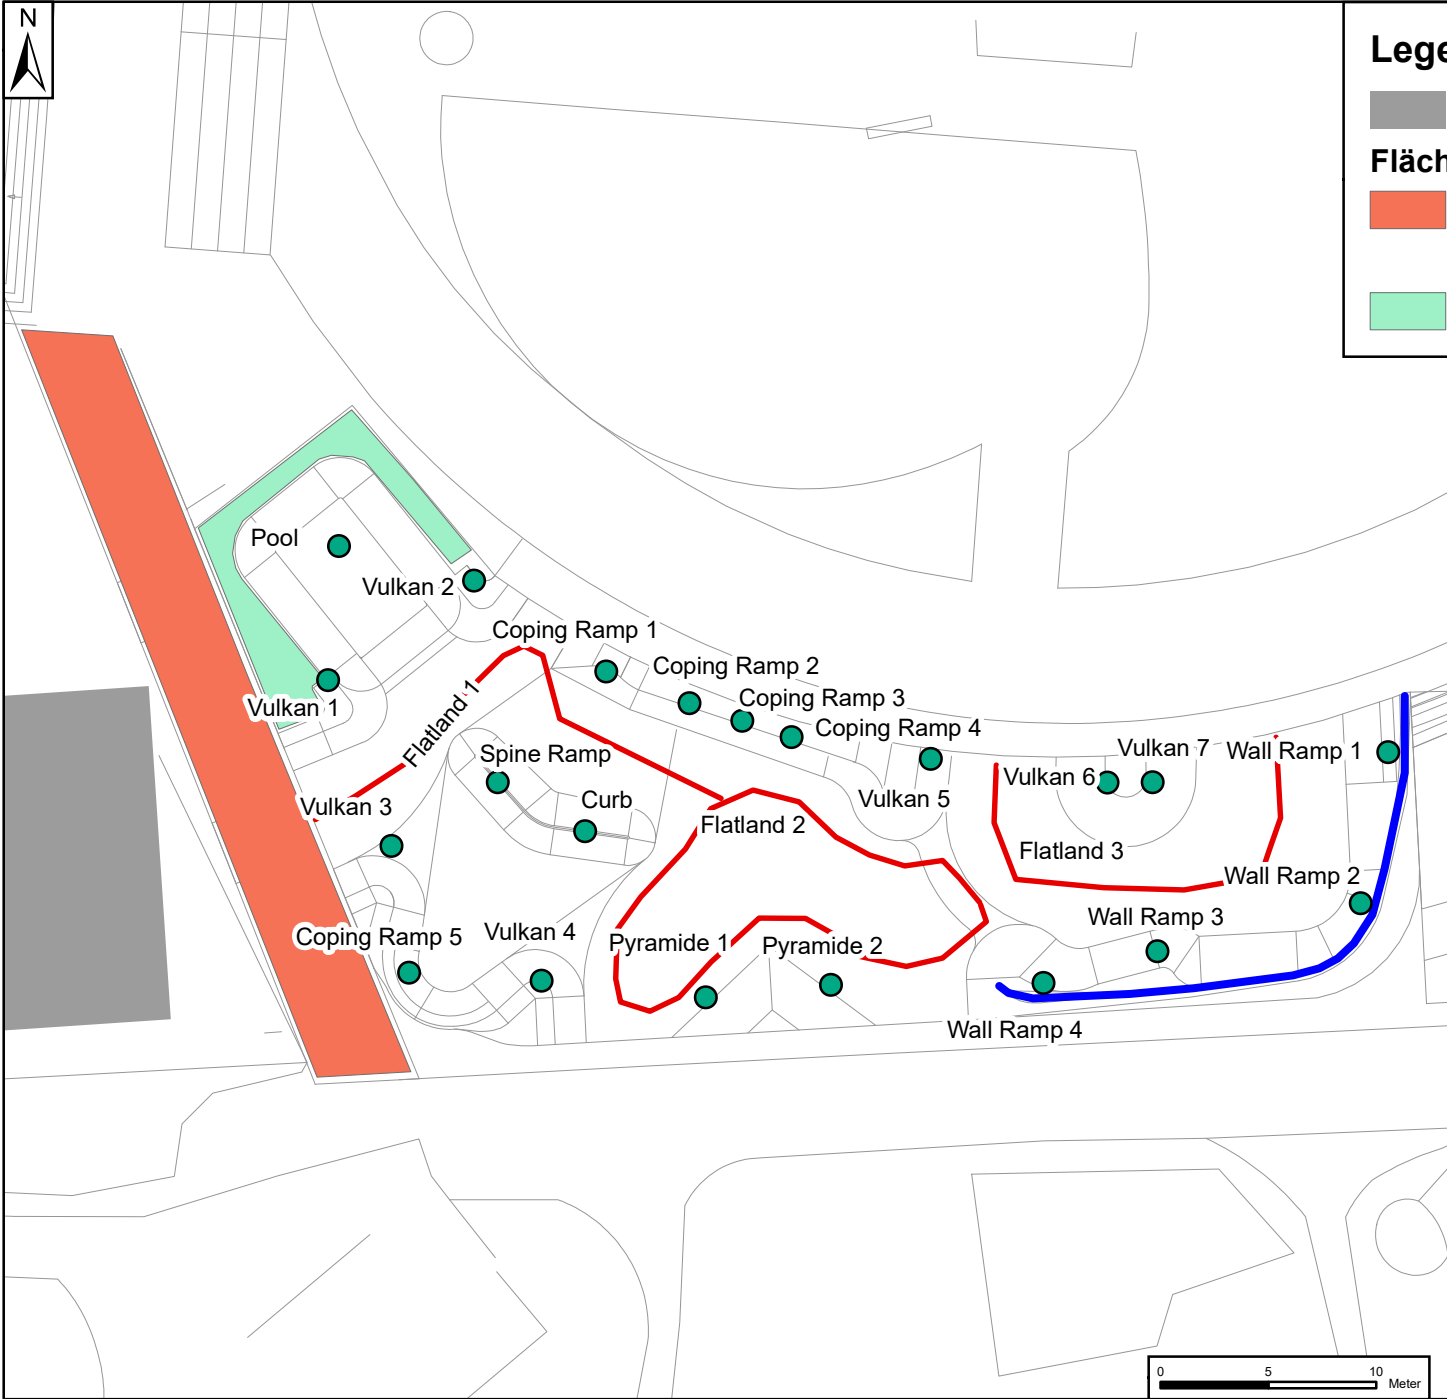 N
Lege
Fläch
Pool
Vulkan 2
Coping Ramp 1
Coping Ramp 2
Coping Ramp 3
Coping Ramp 4
Vulkan 1
Flatland 1
Spine Ramp
Vulkan 7
Wall Ramp 1
Vulkan 6
Vulkan 3
Curb
Vulkan 5
Flatland 2
Flatland 3
Wall Ramp 2
Wall Ramp 3
Coping Ramp 5
Vulkan 4
Pyramide 1
Pyramide 2
Wall Ramp 4
0 5 10
Meter